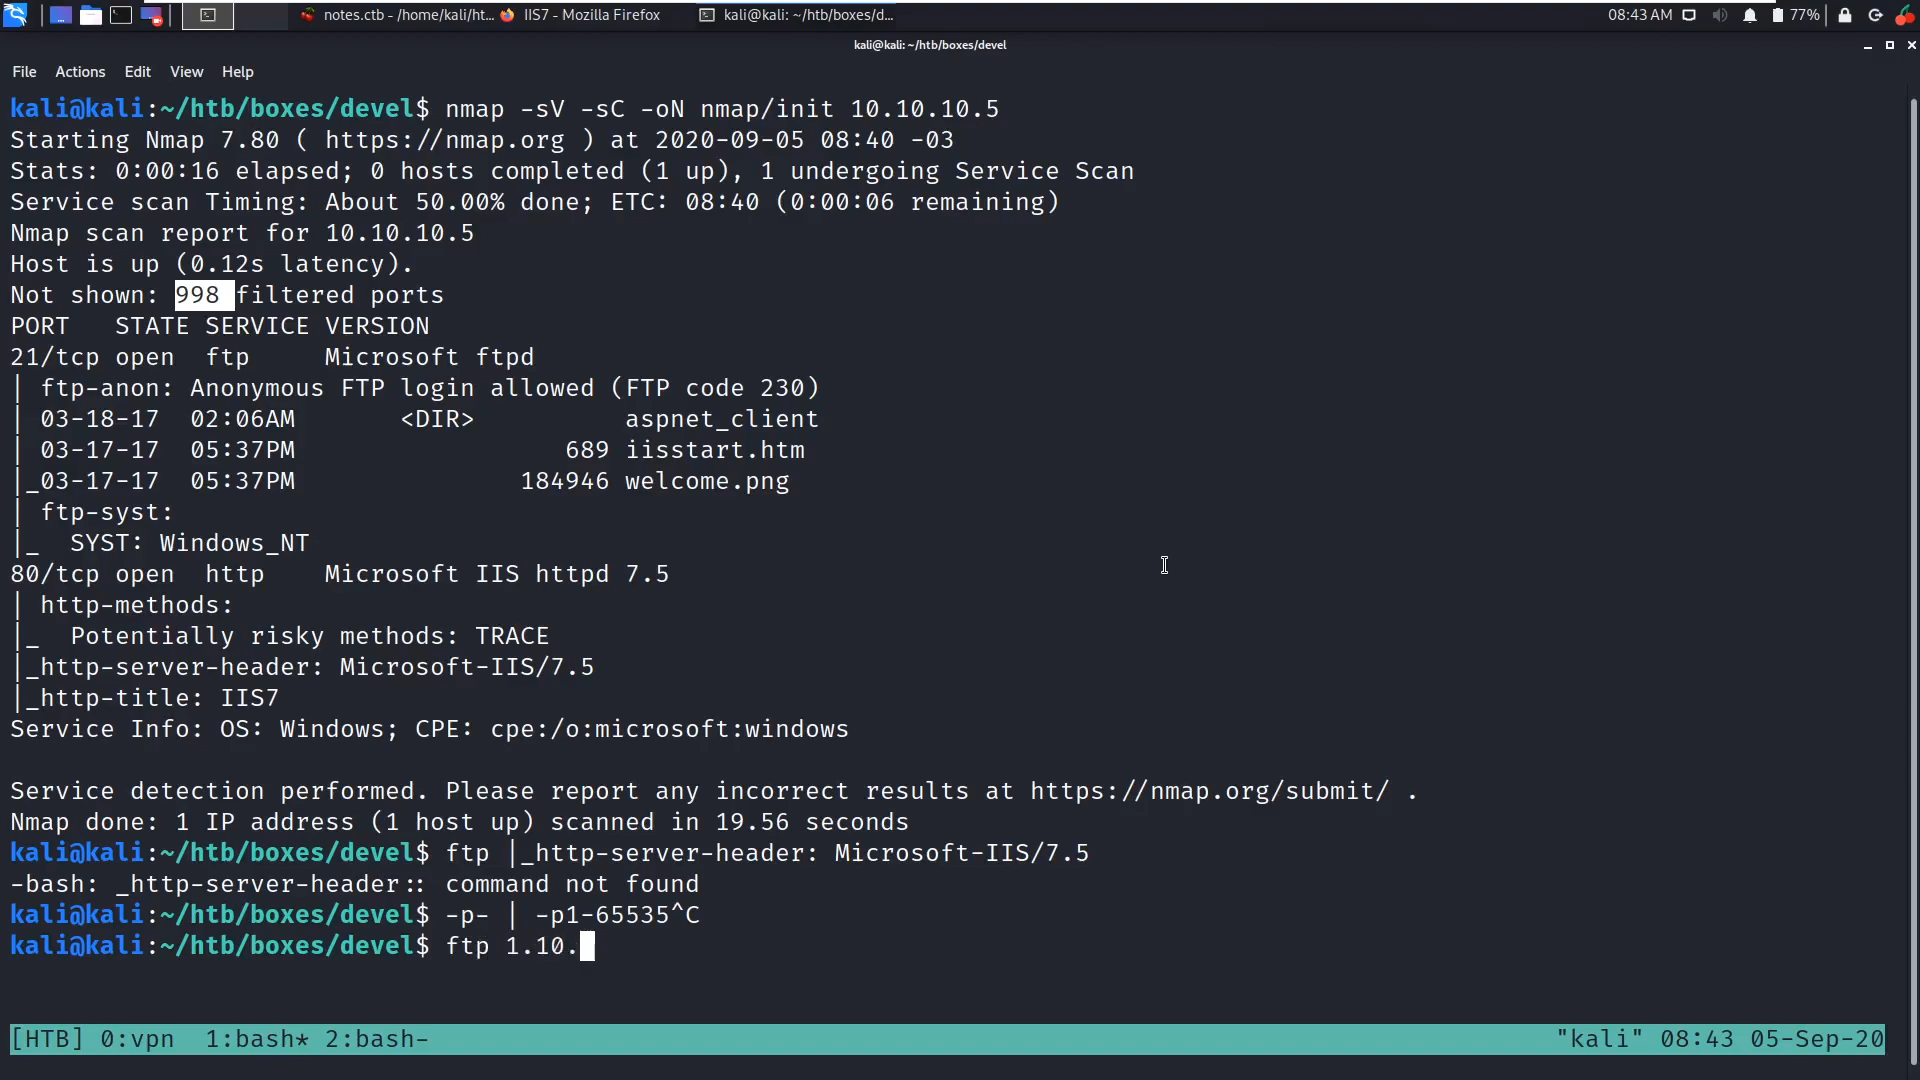 notes.ctb - /home/kali/ht... IIS7 - Mozilla Firefox kali@kali: ~/htb/boxes/d... 08:43 AM 77%
kali@kali: ~/htb/boxes/devel
File Actions Edit View Help
kali@kali:~/htb/boxes/devel$ nmap -sV -sC -oN nmap/init 10.10.10.5
Starting Nmap 7.80 ( https://nmap.org ) at 2020-09-05 08:40 -03
Stats: 0:00:16 elapsed; 0 hosts completed (1 up), 1 undergoing Service Scan
Service scan Timing: About 50.00% done; ETC: 08:40 (0:00:06 remaining)
Nmap scan report for 10.10.10.5
Host is up (0.12s latency).
Not shown: 998 filtered ports
PORT   STATE SERVICE VERSION
21/tcp open  ftp     Microsoft ftpd
| ftp-anon: Anonymous FTP login allowed (FTP code 230)
| 03-18-17  02:06AM       <DIR>          aspnet_client
| 03-17-17  05:37PM                  689 iisstart.htm
|_03-17-17  05:37PM               184946 welcome.png
| ftp-syst:
|_  SYST: Windows_NT
80/tcp open  http    Microsoft IIS httpd 7.5
| http-methods:
|_  Potentially risky methods: TRACE
|_http-server-header: Microsoft-IIS/7.5
|_http-title: IIS7
Service Info: OS: Windows; CPE: cpe:/o:microsoft:windows
Service detection performed. Please report any incorrect results at https://nmap.org/submit/ .
Nmap done: 1 IP address (1 host up) scanned in 19.56 seconds
kali@kali:~/htb/boxes/devel$ ftp |_http-server-header: Microsoft-IIS/7.5
-bash: _http-server-header:: command not found
kali@kali:~/htb/boxes/devel$ -p- | -p1-65535^C
kali@kali:~/htb/boxes/devel$ ftp 1.10.
[HTB] 0:vpn  1:bash* 2:bash- "kali" 08:43 05-Sep-20